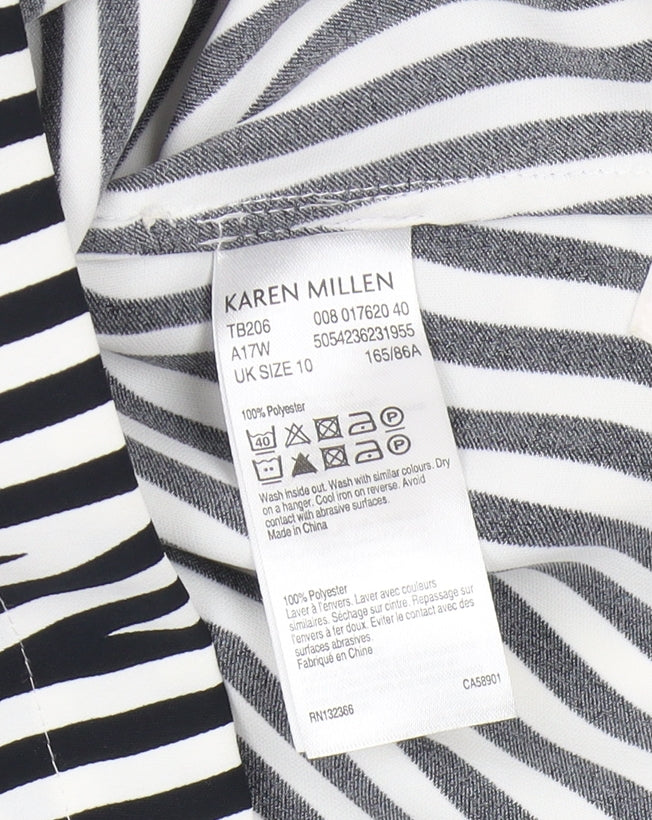 KAREN MILLEN
TB206 008 017620 40
A17W 5054236231955
UK SIZE 10 165/86A
100% Polyester
40 P
P
Wash inside out. Wash with similar colours. Dry
on a hanger. Cool iron on reverse. Avoid
contact with abrasive surfaces.
Made in China
100% Polyester
Laver à l'envers. Laver avec couleurs
similaires. Séchage sur cintre. Repassage sur
l'envers à fer doux. Eviter le contact avec des
surfaces abrasives.
Fabriqué en Chine
RN132366 CA58901